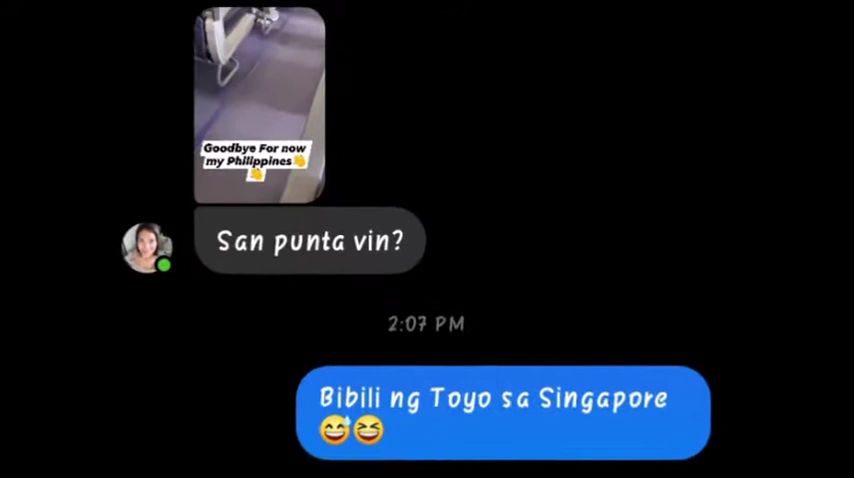 Goodbye For now
my Philippines👋
👋
San punta vin?
2:07 PM
Bibili ng Toyo sa Singapore
😅😆